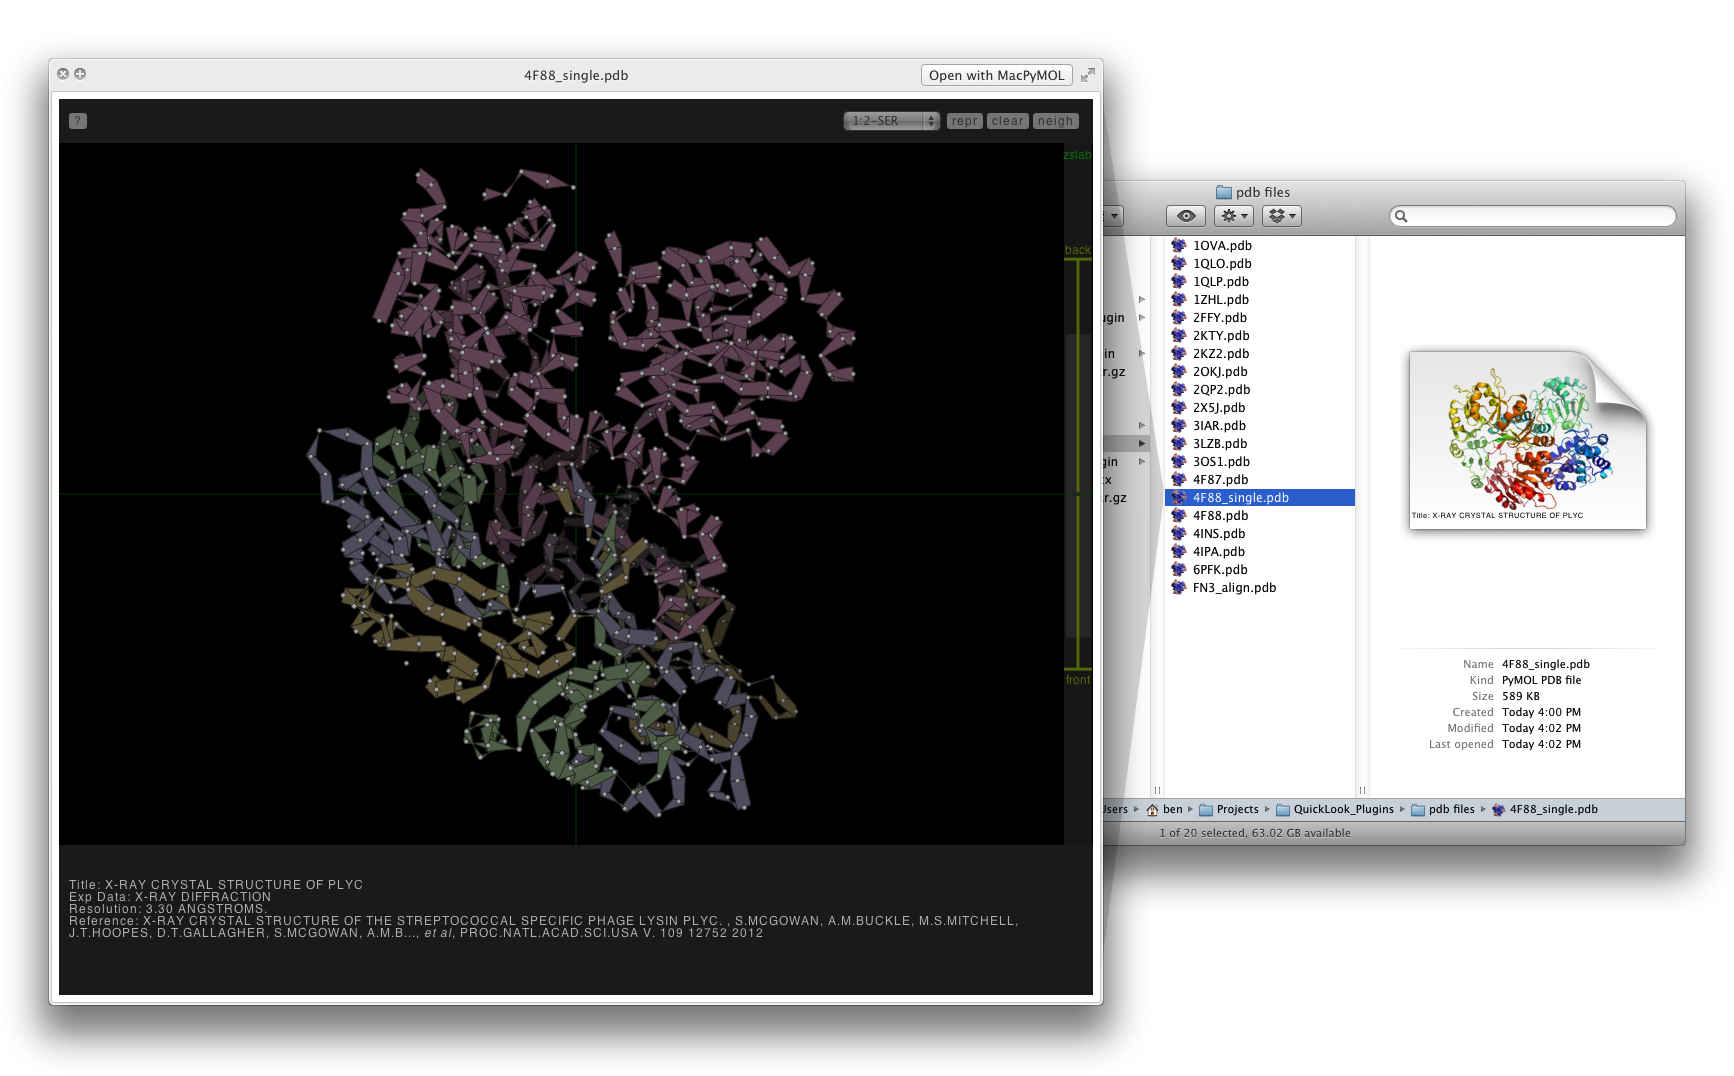 4F88_single.pdb
Open with MacPyMOL
?
1:2-SER
repr
clear
neigh
zslab
back
front
Title: X-RAY CRYSTAL STRUCTURE OF PLYC
Exp Data: X-RAY DIFFRACTION
Resolution: 3.30 ANGSTROMS.
Reference: X-RAY CRYSTAL STRUCTURE OF THE STREPTOCOCCAL SPECIFIC PHAGE LYSIN PLYC. , S.MCGOWAN, A.M.BUCKLE, M.S.MITCHELL,
J.T.HOOPES, D.T.GALLAGHER, S.MCGOWAN, A.M.B..., et al, PROC.NATL.ACAD.SCI.USA V. 109 12752 2012
pdb files
ugin
in
r.gz
gin
cx
ar.gz
1OVA.pdb
1QLO.pdb
1QLP.pdb
1ZHL.pdb
2FFY.pdb
2KTY.pdb
2KZ2.pdb
2OKJ.pdb
2QP2.pdb
2X5J.pdb
3IAR.pdb
3LZB.pdb
3OS1.pdb
4F87.pdb
4F88_single.pdb
4F88.pdb
4INS.pdb
4IPA.pdb
6PFK.pdb
FN3_align.pdb
Title: X-RAY CRYSTAL STRUCTURE OF PLYC
Name 4F88_single.pdb
Kind PyMOL PDB file
Size 589 KB
Created Today 4:00 PM
Modified Today 4:02 PM
Last opened Today 4:02 PM
Users ben Projects QuickLook_Plugins pdb files 4F88_single.pdb
1 of 20 selected, 63.02 GB available